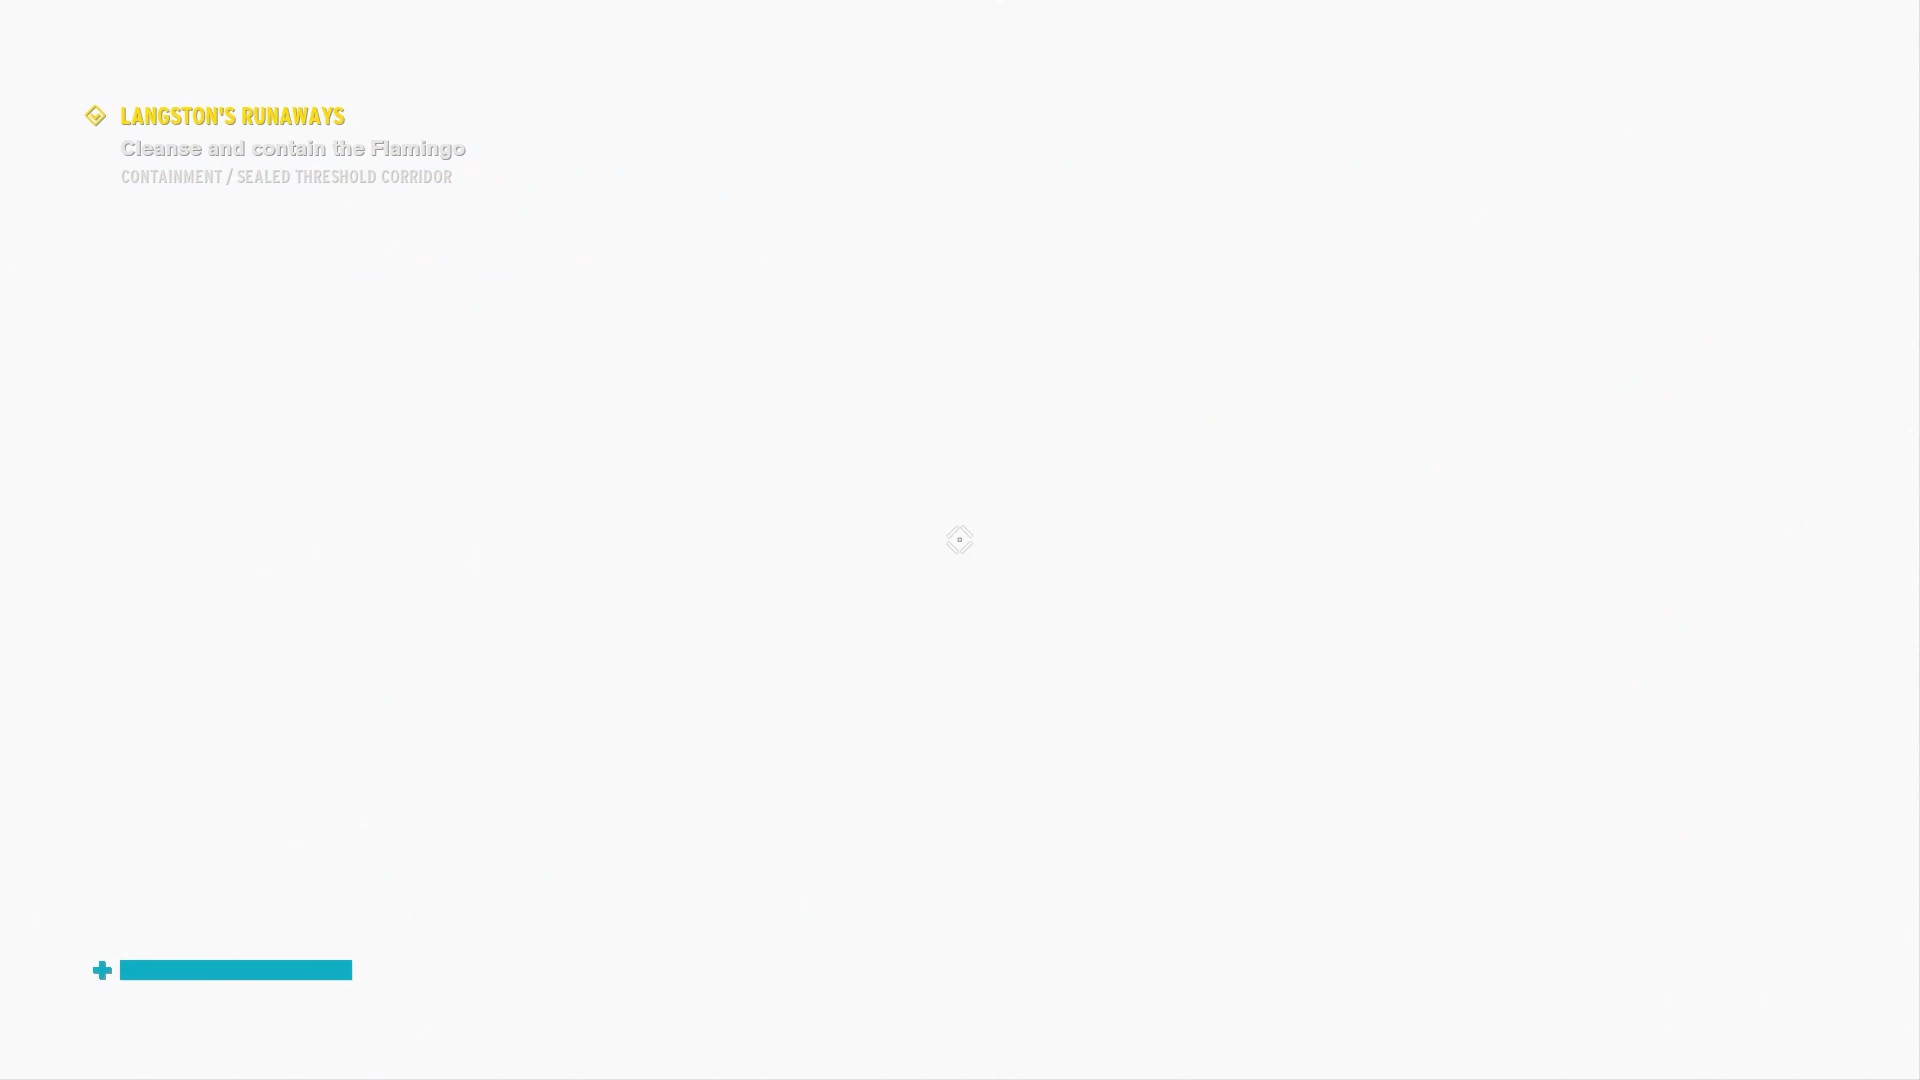 LANGSTON'S RUNAWAYS
Cleanse and contain the Flamingo
CONTAINMENT / SEALED THRESHOLD CORRIDOR